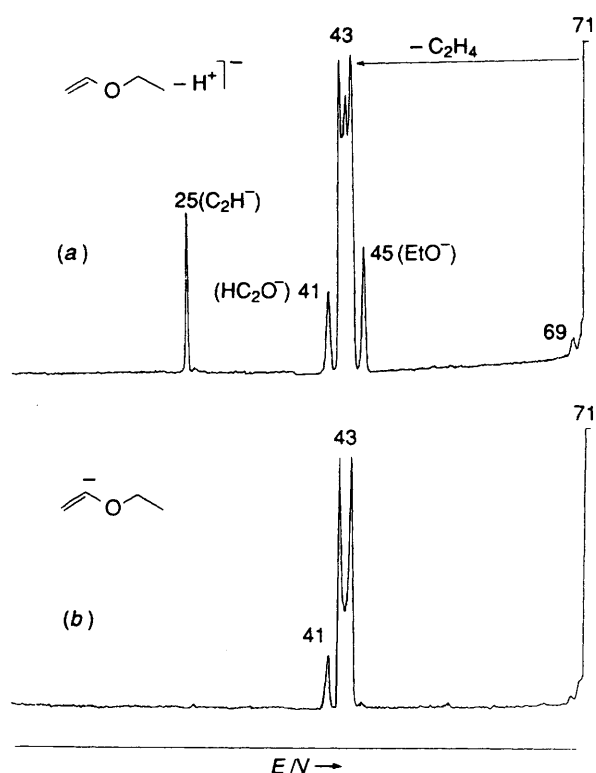 43
71
– C₂H₄
O
– H⁺
–
25(C₂H⁻)
(a)
(HC₂O⁻) 41
45 (EtO⁻)
69
43
71
–
O
(b)
41
E/V →